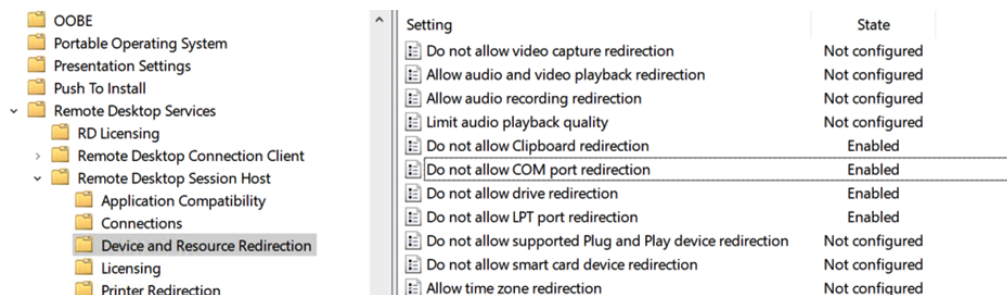 OOBE
Portable Operating System
Presentation Settings
Push To Install
Remote Desktop Services
RD Licensing
Remote Desktop Connection Client
Remote Desktop Session Host
Application Compatibility
Connections
Device and Resource Redirection
Licensing
Printer Redirection
Setting State
Do not allow video capture redirection Not configured
Allow audio and video playback redirection Not configured
Allow audio recording redirection Not configured
Limit audio playback quality Not configured
Do not allow Clipboard redirection Enabled
Do not allow COM port redirection Enabled
Do not allow drive redirection Enabled
Do not allow LPT port redirection Enabled
Do not allow supported Plug and Play device redirection Not configured
Do not allow smart card device redirection Not configured
Allow time zone redirection Not configured